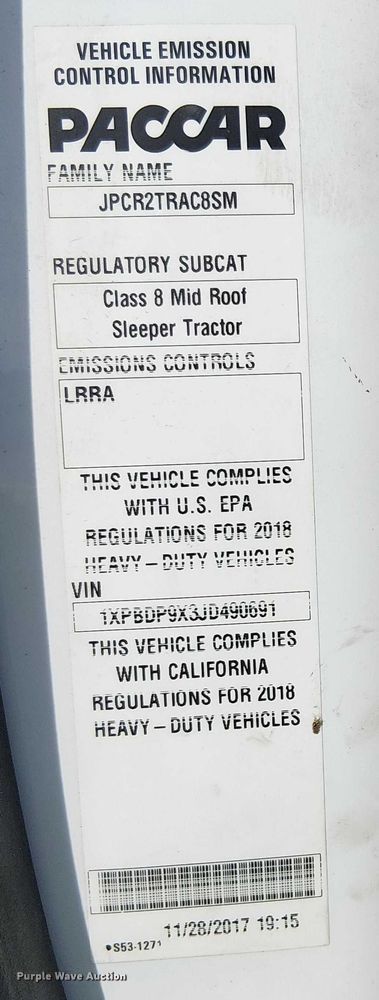 VEHICLE EMISSION
CONTROL INFORMATION
PACCAR
FAMILY NAME
JPCR2TRAC8SM
REGULATORY SUBCAT
Class 8 Mid Roof
Sleeper Tractor
EMISSIONS CONTROLS
LRRA
THIS VEHICLE COMPLIES
WITH U.S. EPA
REGULATIONS FOR 2018
HEAVY – DUTY VEHICLES
VIN
1XPBDP9X3JD490691
THIS VEHICLE COMPLIES
WITH CALIFORNIA
REGULATIONS FOR 2018
HEAVY – DUTY VEHICLES
11/28/2017 19:15
•S53-1271
Purple Wave Auction